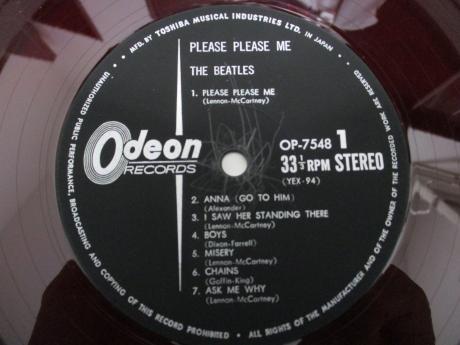 MFD. BY TOSHIBA MUSICAL INDUSTRIES LTD. IN JAPAN
PLEASE PLEASE ME
THE BEATLES
1. PLEASE PLEASE ME
(Lennon-McCartney)
Odeon
RECORDS
OP-7548 1
33 1/3 RPM STEREO
(YEX-94)
2. ANNA (GO TO HIM)
(Alexander)
3. I SAW HER STANDING THERE
(Lennon-McCartney)
4. BOYS
(Dixon-Farrell)
5. MISERY
(Lennon-McCartney)
6. CHAINS
(Goffin-King)
7. ASK ME WHY
(Lennon-McCartney)
ALL RIGHTS OF THE MANUFACTURER AND OF THE OWNER OF THE RECORDED WORK ARE RESERVED
UNAUTHORIZED PUBLIC PERFORMANCE, BROADCASTING AND COPYING OF THIS RECORD PROHIBITED